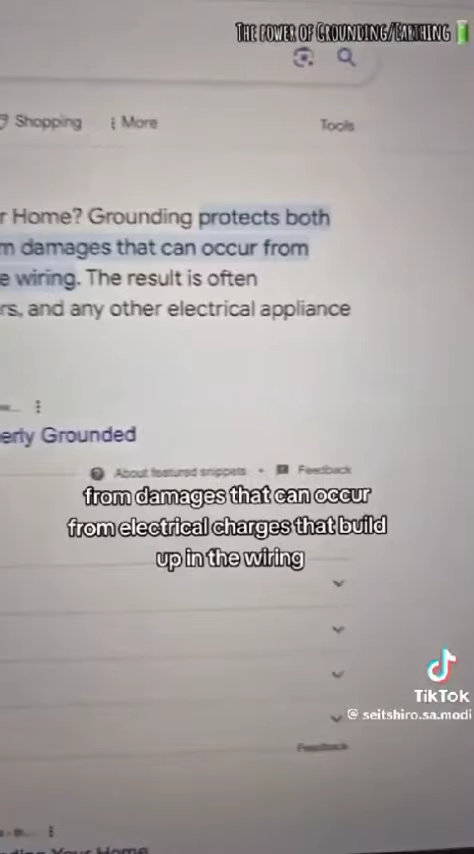 THE POWER OF GROUNDING/EARTHING
Shopping
More
Tools
r Home? Grounding protects both
m damages that can occur from
e wiring. The result is often
rs, and any other electrical appliance
erly Grounded
About featured snippets
Feedback
from damages that can occur
from electrical charges that build
up in the wiring
TikTok
@ seitshiro.sa.modi
Feedback
Your Home